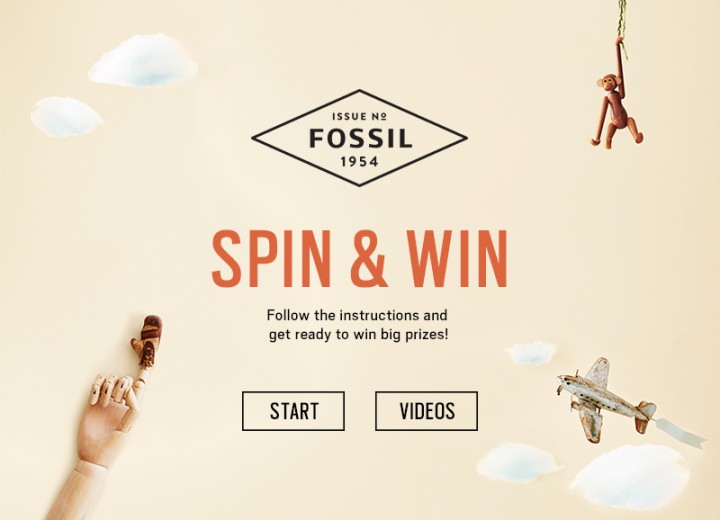 ISSUE Nº
FOSSIL
1954
SPIN & WIN
Follow the instructions and
get ready to win big prizes!
START
VIDEOS